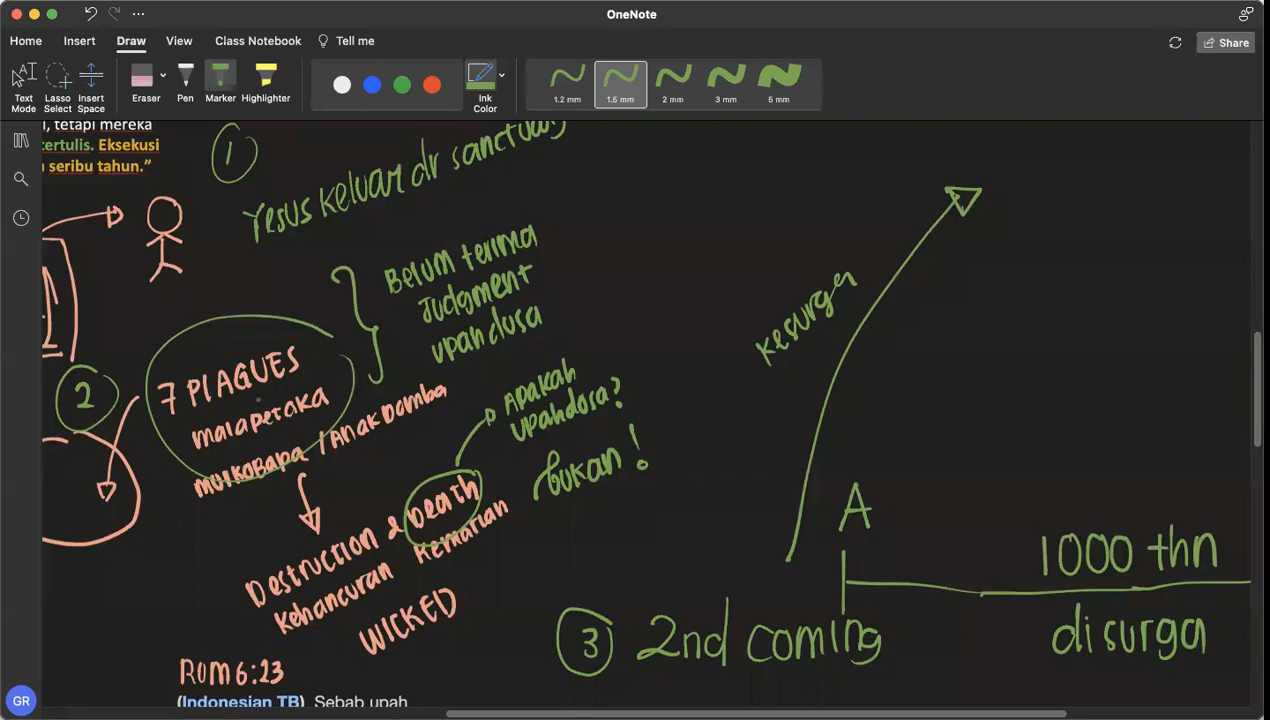 OneNote
Home Insert Draw View Class Notebook Tell me
Share
Text Mode
Lasso Select
Insert Space
Eraser
Pen
Marker
Highlighter
Ink Color
1.2 mm
1.5 mm
2 mm
3 mm
5 mm
i, tetapi mereka
tertulis. Eksekusi
seribu tahun.”
1
Yesus keluar dr sanctuary
Belum terima
Judgment
upah dosa
2
7 PLAGUES
malapetaka
murka Bapa / Anak Domba
Apakah
upah dosa?
bukan!
Destruction & Death
Kehancuran Kematian
WICKED
ke surga
A
1000 thn
3 2nd coming
di surga
ROM 6:23
GR
(Indonesian TB) Sebab upah